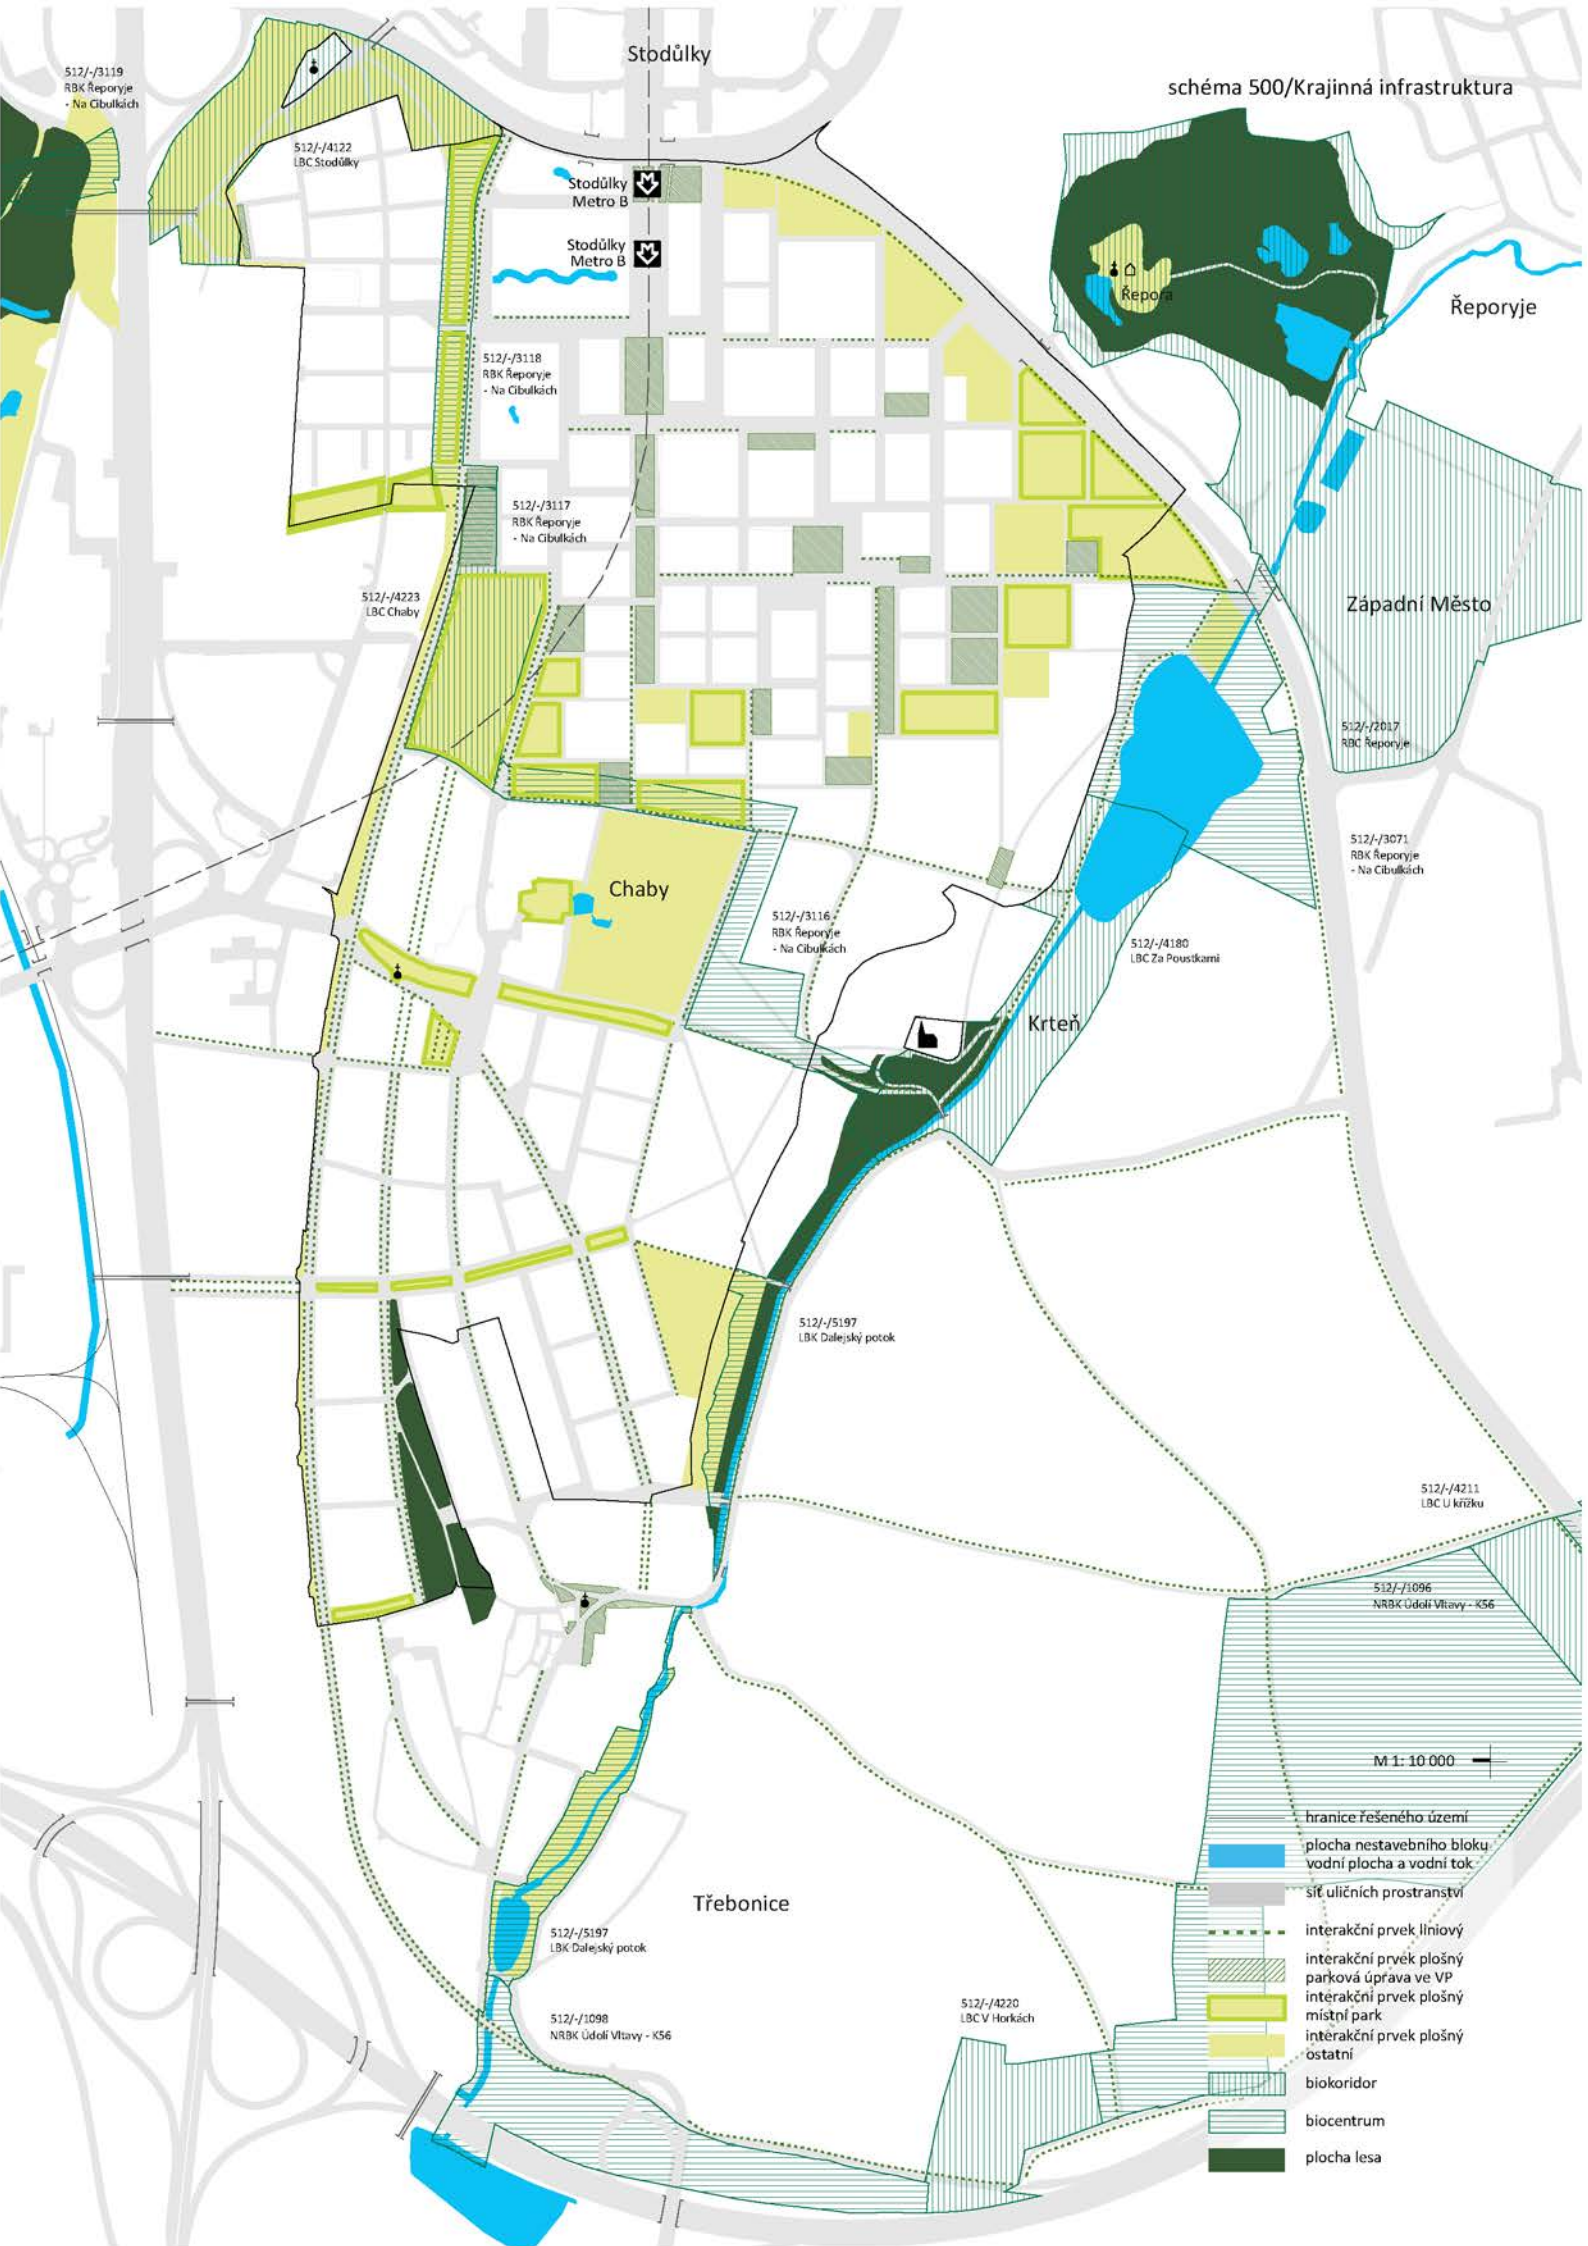 Stodůlky
512/-/3119
RBK Řeporyje
- Na Cibulkách
schéma 500/Krajinná infrastruktura
512/-/4122
LBC Stodůlky
Stodůlky
Metro B
Stodůlky
Metro B
Řepora
Řeporyje
512/-/3118
RBK Řeporyje
- Na Cibulkách
512/-/3117
RBK Řeporyje
- Na Cibulkách
512/-/4223
LBC Chaby
Západní Město
512/-/2017
RBC Řeporyje
512/-/3071
RBK Řeporyje
- Na Cibulkách
Chaby
512/-/3116
RBK Řeporyje
- Na Cibulkách
512/-/4180
LBC Za Poustkami
Krteň
512/-/5197
LBK Dalejský potok
512/-/4211
LBC U křížku
512/-/1096
NRBK Údolí Vltavy - K56
M 1: 10 000
hranice řešeného území
plocha nestavebního bloku
vodní plocha a vodní tok
síť uličních prostranství
interakční prvek liniový
interakční prvek plošný
parková úprava ve VP
interakční prvek plošný
místní park
interakční prvek plošný
ostatní
biokoridor
biocentrum
plocha lesa
Třebonice
512/-/5197
LBK Dalejský potok
512/-/1098
NRBK Údolí Vltavy - K56
512/-/4220
LBC V Horkách